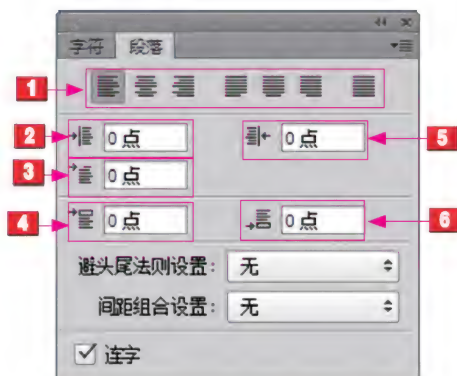 字符 段落
1
2 0点 0点 5
3 0点
4 0点 0点 6
避头尾法则设置： 无
间距组合设置： 无
连字